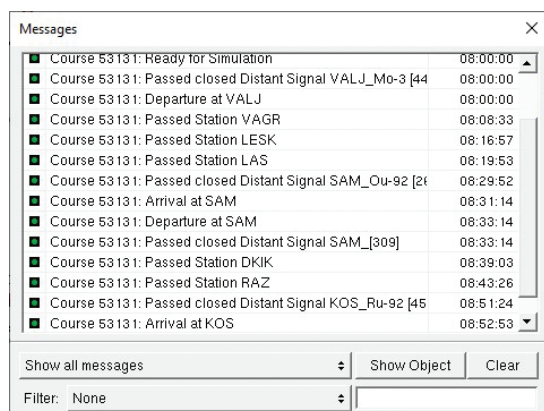 Messages
Course 53131: Ready for Simulation 08:00:00
Course 53131: Passed closed Distant Signal VALJ_Mo-3 [44 08:00:00
Course 53131: Departure at VALJ 08:00:00
Course 53131: Passed Station VAGR 08:08:33
Course 53131: Passed Station LESK 08:16:57
Course 53131: Passed Station LAS 08:19:53
Course 53131: Passed closed Distant Signal SAM_Ou-92 [26 08:29:52
Course 53131: Arrival at SAM 08:31:14
Course 53131: Departure at SAM 08:33:14
Course 53131: Passed closed Distant Signal SAM_[309] 08:33:14
Course 53131: Passed Station DKIK 08:39:03
Course 53131: Passed Station RAZ 08:43:26
Course 53131: Passed closed Distant Signal KOS_Ru-92 [45 08:51:24
Course 53131: Arrival at KOS 08:52:53
Show all messages Show Object Clear
Filter: None